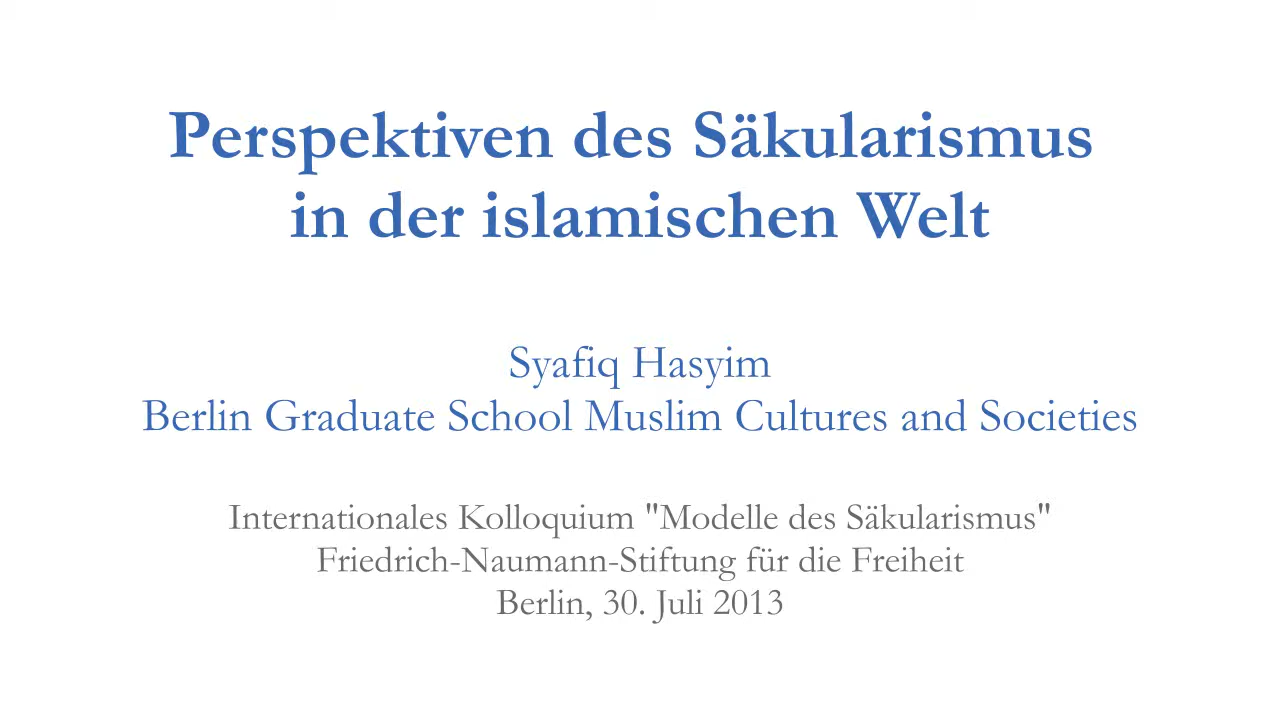 Perspektiven des Säkularismus
in der islamischen Welt
Syafiq Hasyim
Berlin Graduate School Muslim Cultures and Societies
Internationales Kolloquium "Modelle des Säkularismus"
Friedrich-Naumann-Stiftung für die Freiheit
Berlin, 30. Juli 2013